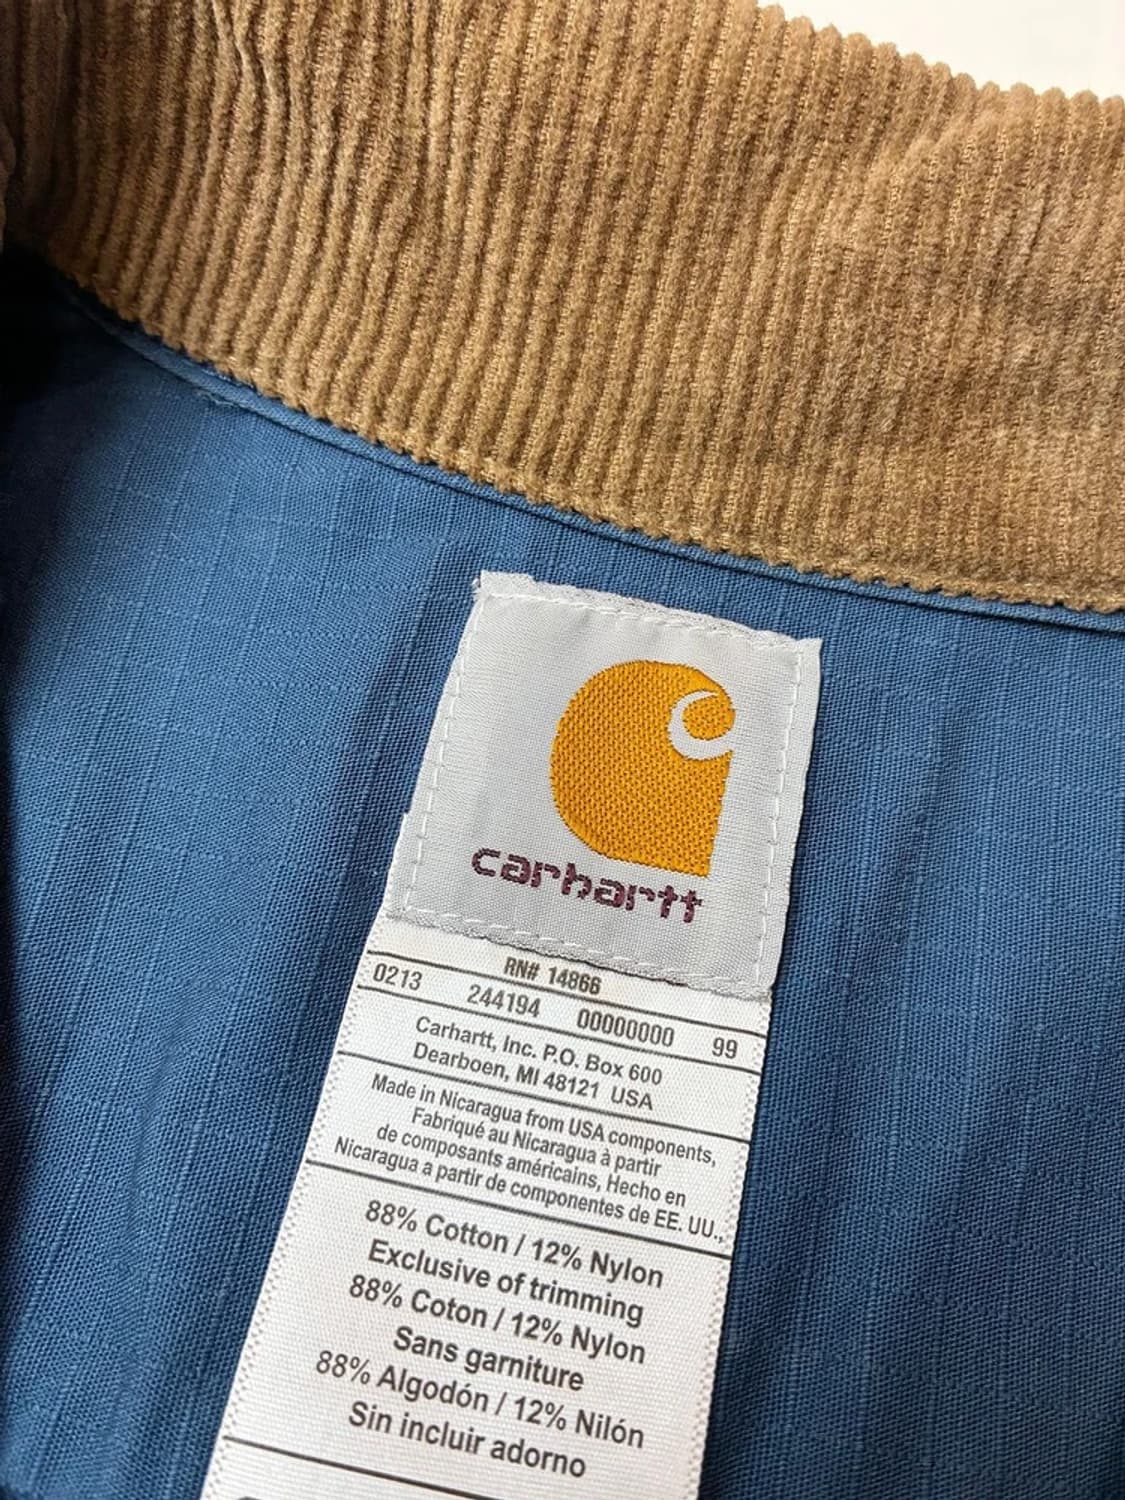 carhartt
RN# 14866
0213 244194 00000000 99
Carhartt, Inc. P.O. Box 600
Dearboen, MI 48121 USA
Made in Nicaragua from USA components,
Fabriqué au Nicaragua à partir
de composants américains, Hecho en
Nicaragua a partir de componentes de EE. UU.,
88% Cotton / 12% Nylon
Exclusive of trimming
88% Coton / 12% Nylon
Sans garniture
88% Algodón / 12% Nilón
Sin incluir adorno